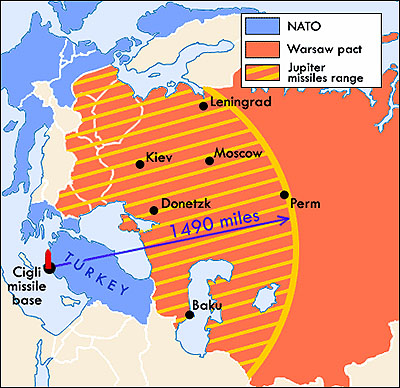 NATO
Warsaw pact
Jupiter
missiles range
Leningrad
Kiev
Moscow
Donetzk
Perm
1490 miles
TURKEY
Cigli
missile
base
Baku